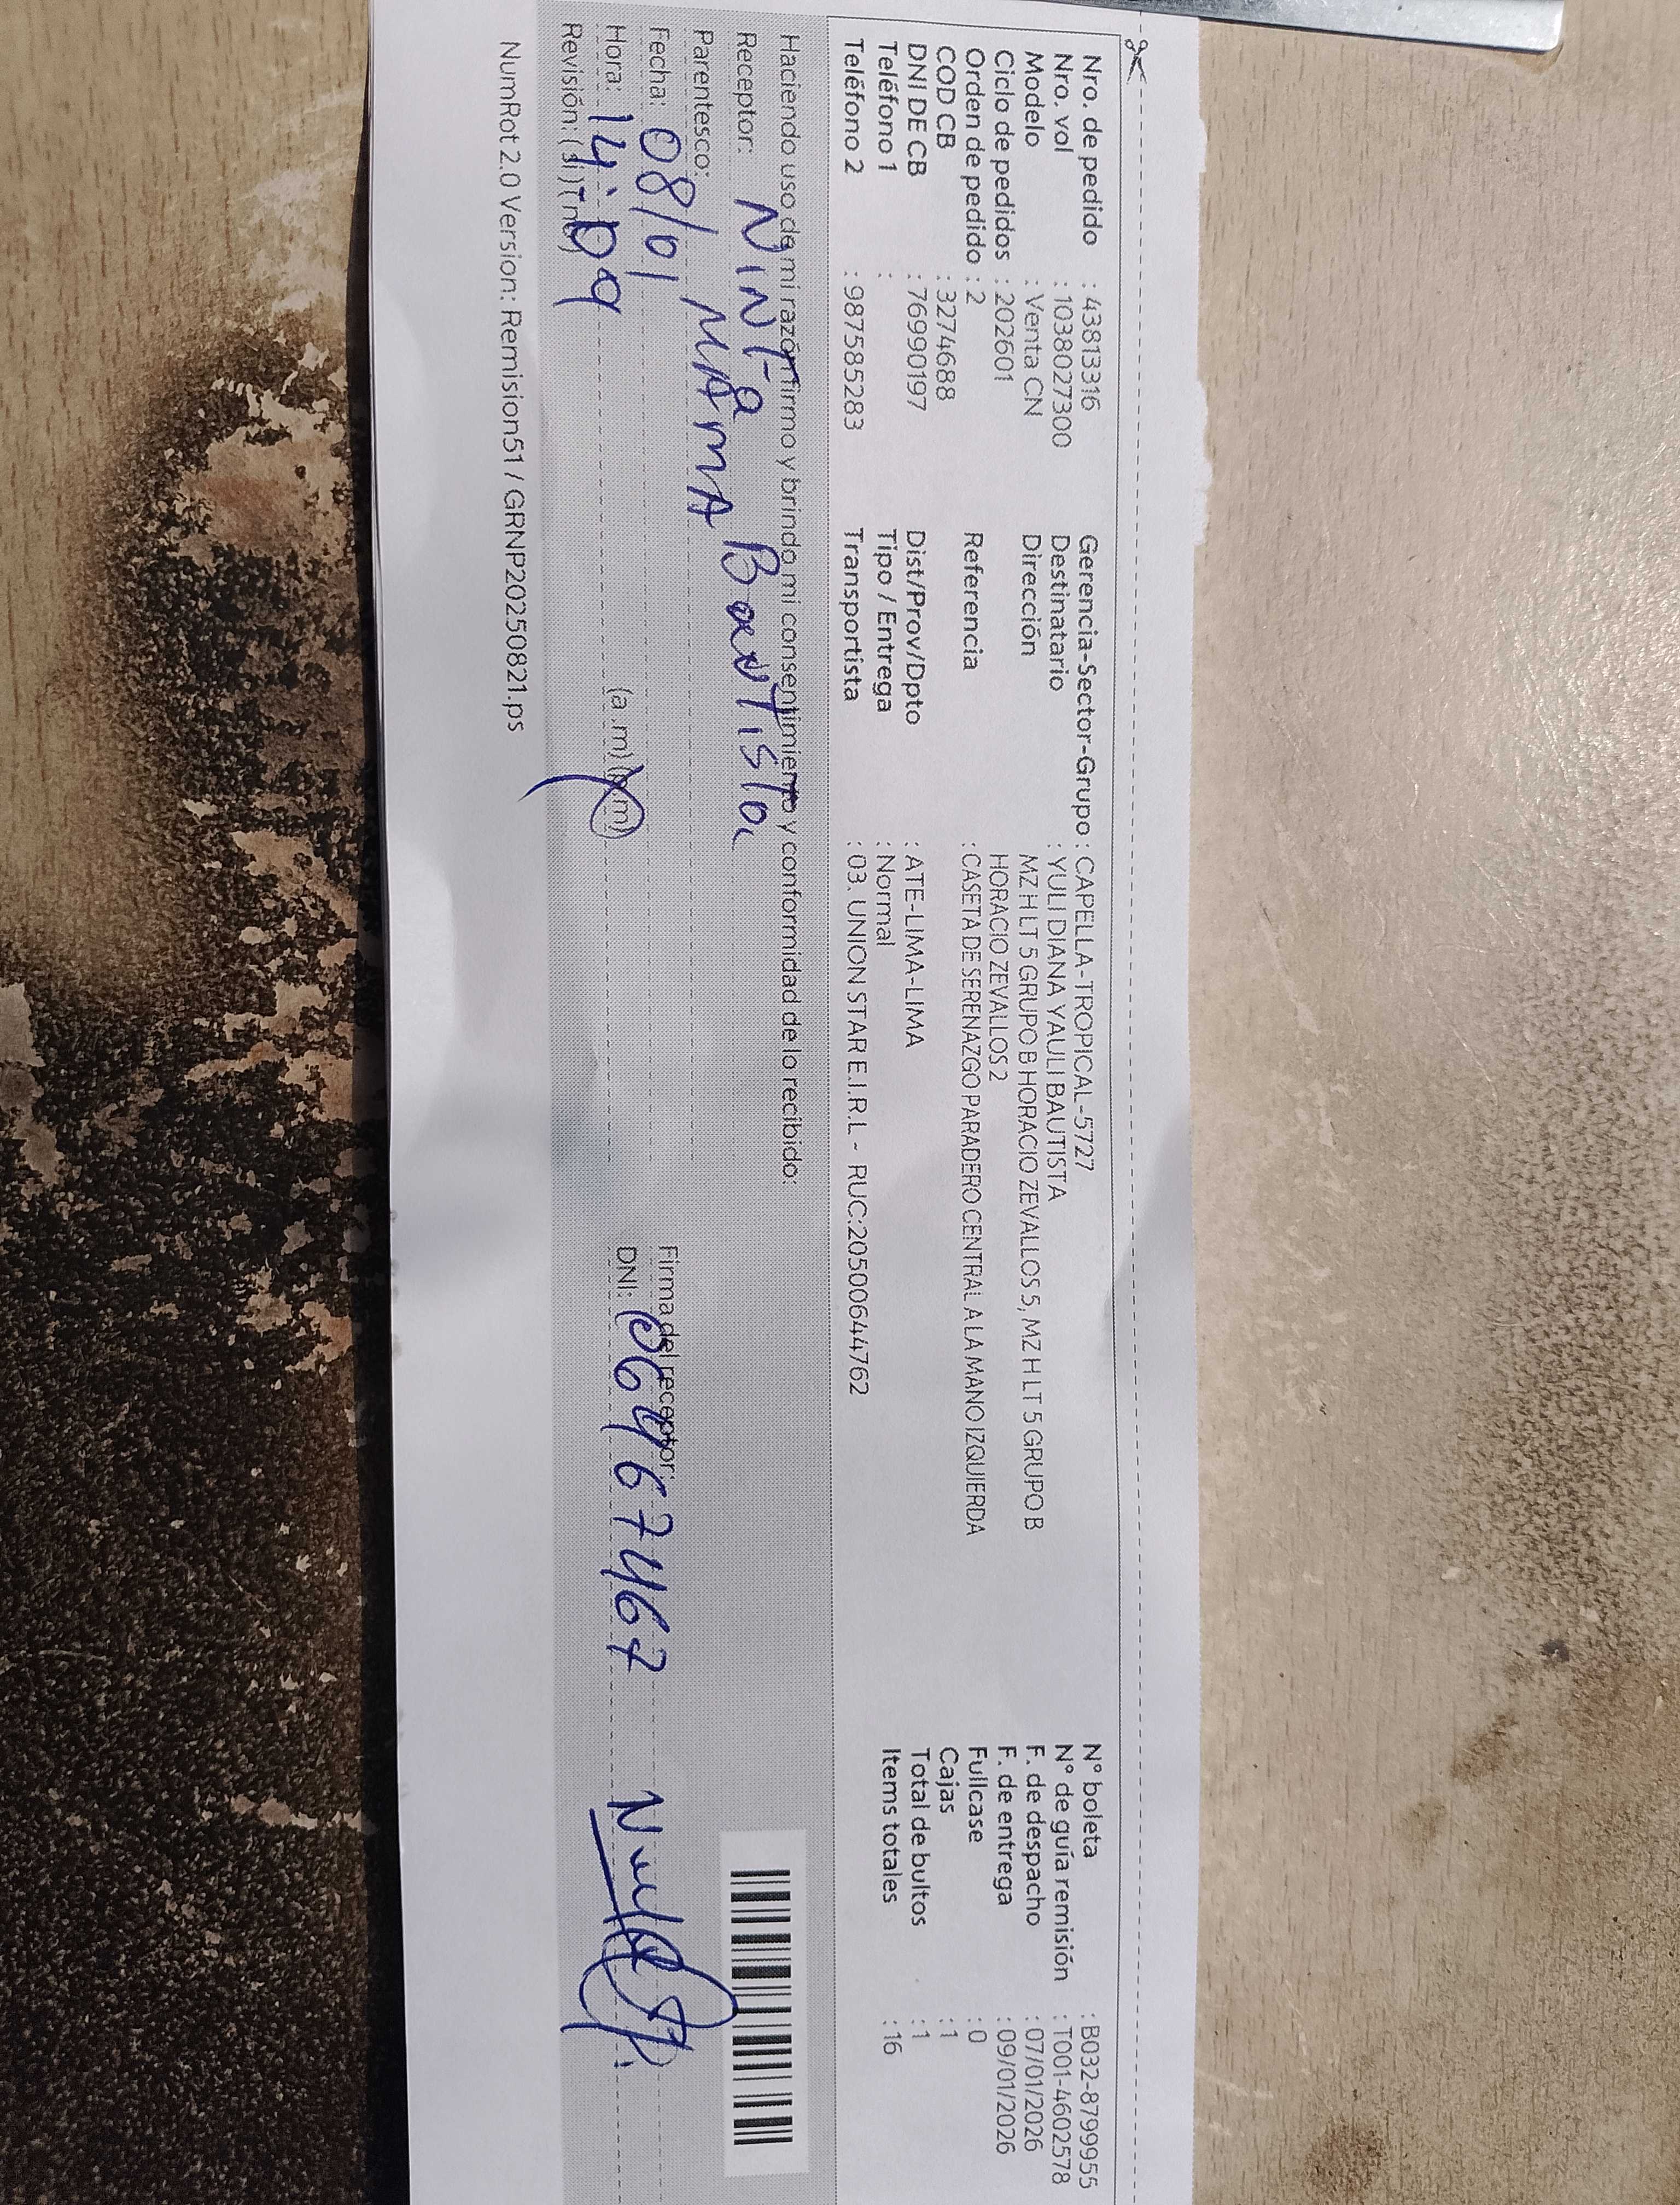 Nro. de pedido : 43813316 Gerencia-Sector-Grupo : CAPELLA-TROPICAL-5727 N° boleta : B032-8799955
Nro. vol : 1038027300 Destinatario : YULI DIANA YAULI BAUTISTA N° de guía remisión : T001-4602578
Modelo : Venta CN Dirección MZ H LT 5 GRUPO B HORACIO ZEVALLOS 5, MZ H LT 5 GRUPO B F. de despacho : 07/01/2026
Ciclo de pedidos : 202601 HORACIO ZEVALLOS 2 F. de entrega : 09/01/2026
Orden de pedido : 2 Referencia : CASETA DE SERENAZGO PARADERO CENTRAL A LA MANO IZQUIERDA Fullcase : 0
COD CB : 3274688 Cajas : 1
DNI DE CB : 76990197 Dist/Prov/Dpto : ATE-LIMA-LIMA Total de bultos : 1
Teléfono 1 : Tipo / Entrega : Normal Items totales : 16
Teléfono 2 : 987585283 Transportista : 03. UNION STAR E.I.R.L - RUC:20500644762
Haciendo uso de mi razón firmo y brindo mi consentimiento y conformidad de lo recibido:
Receptor: NINFa Bautista
Parentesco: MAMA
Fecha: 08/01 Firma del receptor:
Hora: 14:09 (a.m) (p.m) DNI:
Revisión: (si) (no)
NumRot 2.0 Version: Remision51 / GRNP20250821.ps